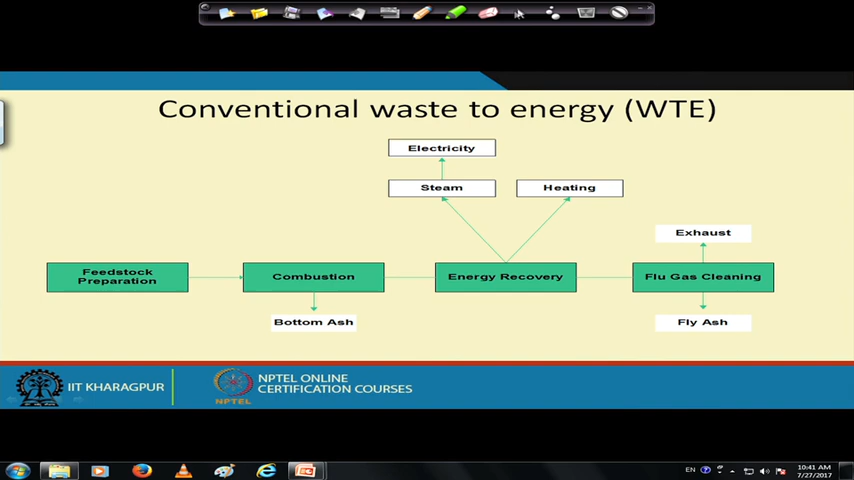 Conventional waste to energy (WTE)
Electricity
Steam
Heating
Exhaust
Feedstock
Preparation
Combustion
Energy Recovery
Flu Gas Cleaning
Bottom Ash
Fly Ash
IIT KHARAGPUR
NPTEL
NPTEL ONLINE
CERTIFICATION COURSES
EN
10:41 AM
7/27/2017